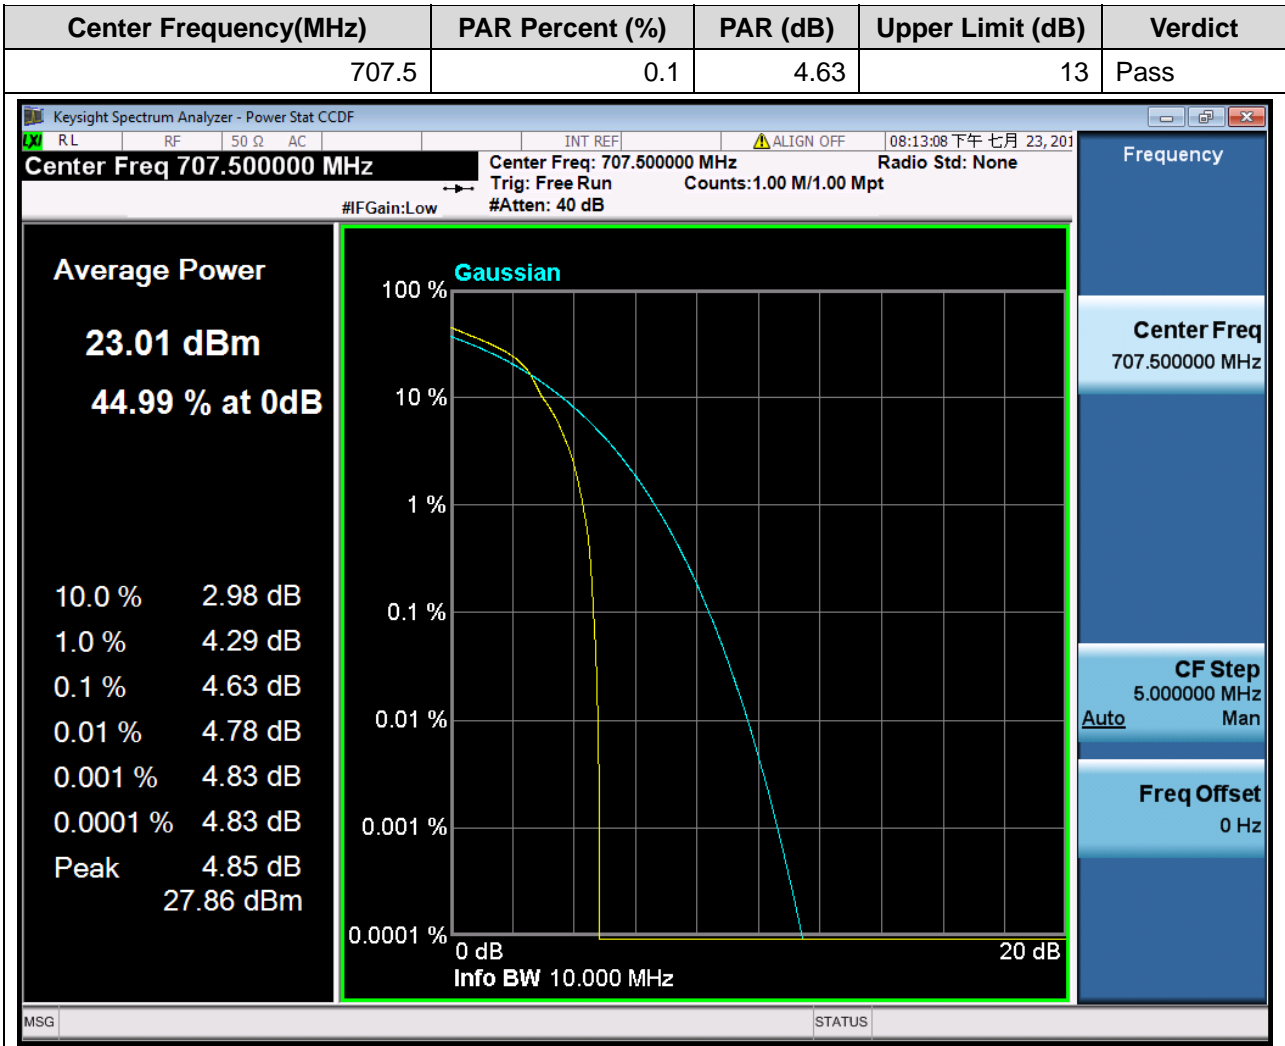 Center Frequency(MHz) PAR Percent (%) PAR (dB) Upper Limit (dB) Verdict
707.5 0.1 4.63 13 Pass
Keysight Spectrum Analyzer - Power Stat CCDF
LXI RL RF 50 Ω AC INT REF ALIGN OFF 08:13:08 下午 七月 23, 201
Center Freq 707.500000 MHz
Center Freq: 707.500000 MHz Radio Std: None
Trig: Free Run Counts:1.00 M/1.00 Mpt
#IFGain:Low #Atten: 40 dB
Frequency
Average Power
23.01 dBm
44.99 % at 0dB
10.0 % 2.98 dB
1.0 % 4.29 dB
0.1 % 4.63 dB
0.01 % 4.78 dB
0.001 % 4.83 dB
0.0001 % 4.83 dB
Peak 4.85 dB
27.86 dBm
Gaussian
100 %
10 %
1 %
0.1 %
0.01 %
0.001 %
0.0001 %
0 dB 20 dB
Info BW 10.000 MHz
Center Freq
707.500000 MHz
CF Step
5.000000 MHz
Auto Man
Freq Offset
0 Hz
MSG STATUS